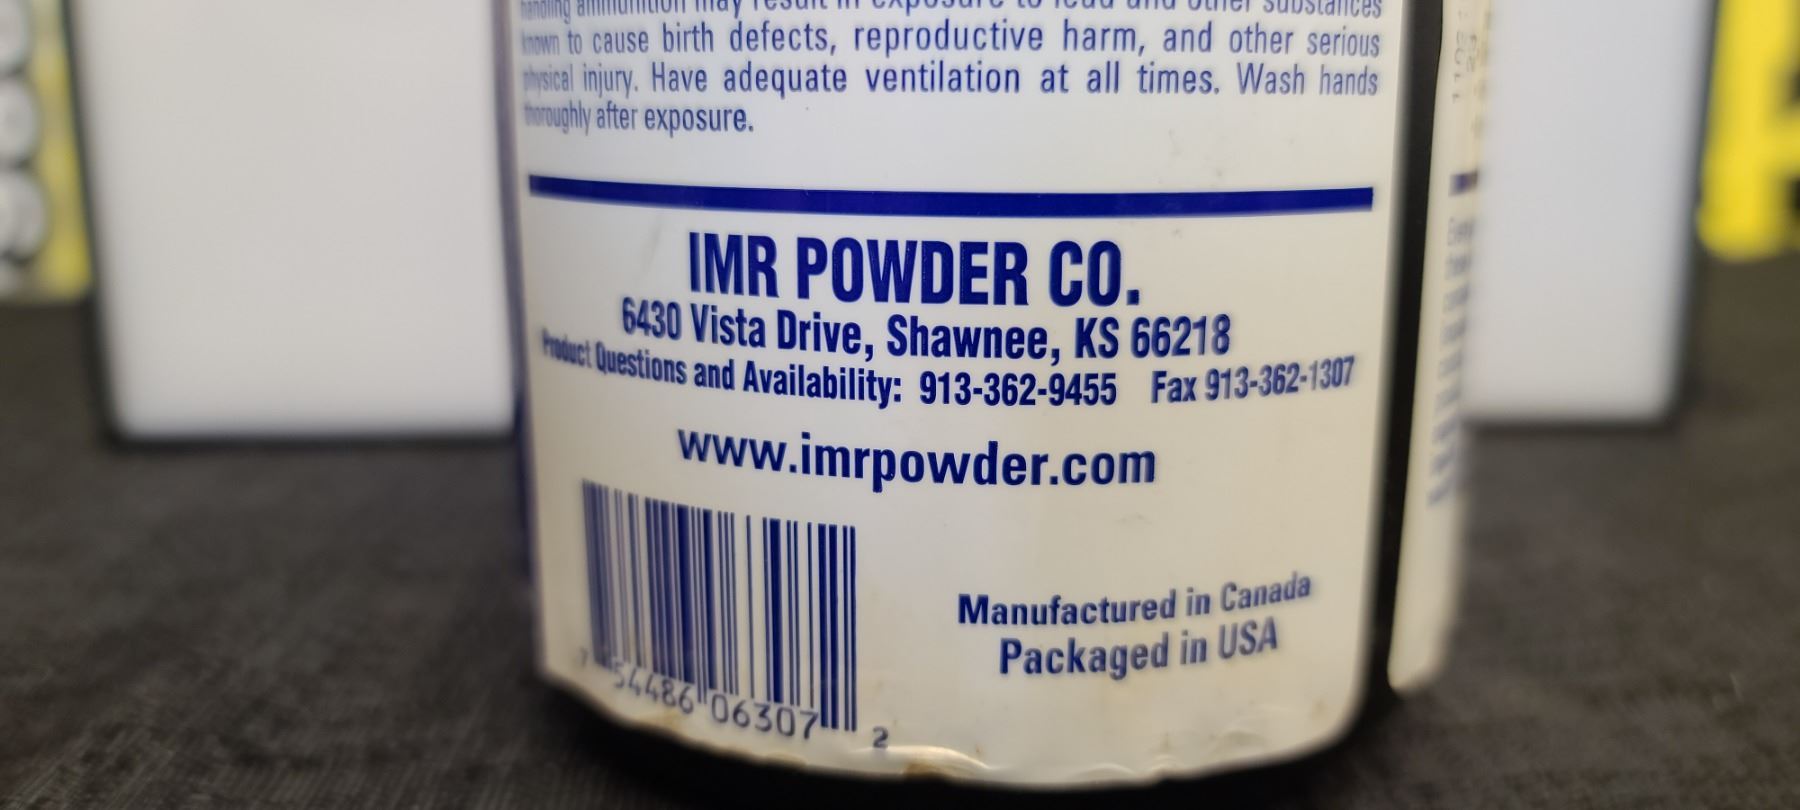 handling ammunition may result in exposure to lead and other substances
known to cause birth defects, reproductive harm, and other serious
physical injury. Have adequate ventilation at all times. Wash hands
thoroughly after exposure.
IMR POWDER CO.
6430 Vista Drive, Shawnee, KS 66218
Product Questions and Availability: 913-362-9455 Fax 913-362-1307
www.imrpowder.com
Manufactured in Canada
Packaged in USA
7 54486 06307 2